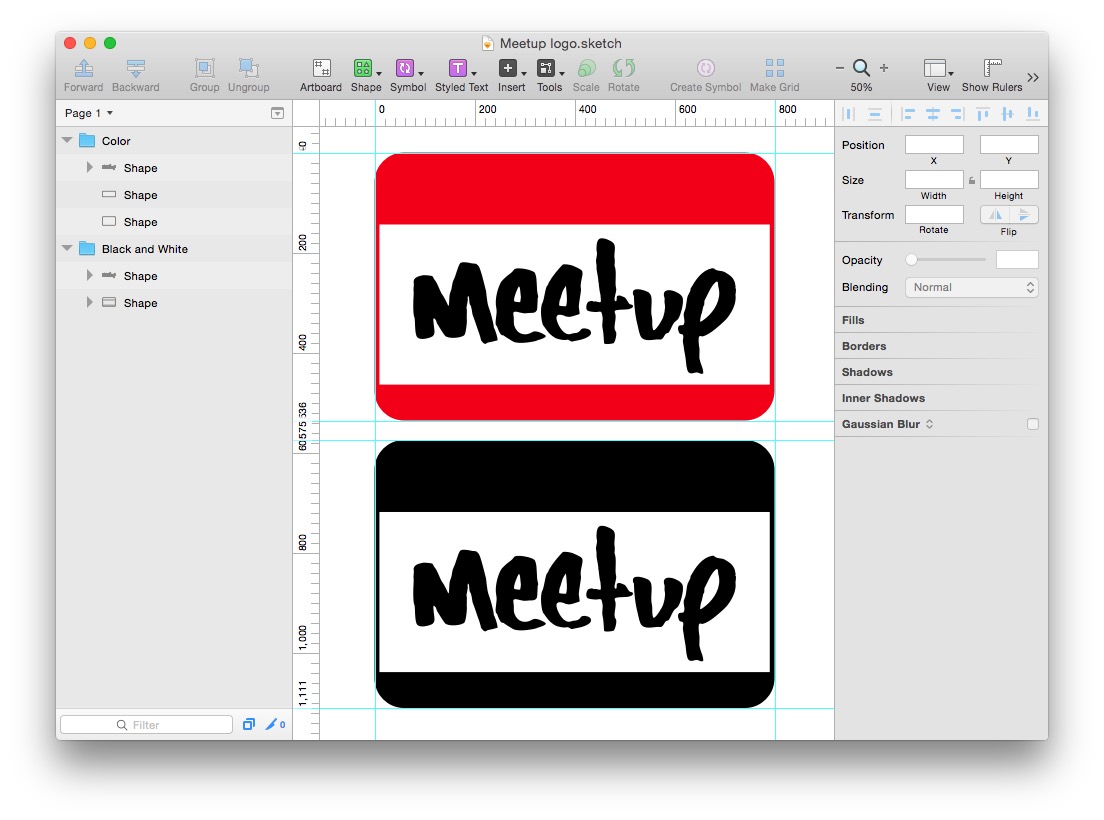 Meetup logo.sketch
Forward Backward Group Ungroup Artboard Shape Symbol Styled Text Insert Tools Scale Rotate Create Symbol Make Grid 50% View Show Rulers
Page 1
0 200 400 600 800
Color
Shape
Shape
Shape
Black and White
Shape
Shape
-0
200
400
536
575
600
800
1,000
1,111
Meetup
Meetup
Position
X Y
Size
Width Height
Transform
Rotate Flip
Opacity
Blending Normal
Fills
Borders
Shadows
Inner Shadows
Gaussian Blur
Filter 0